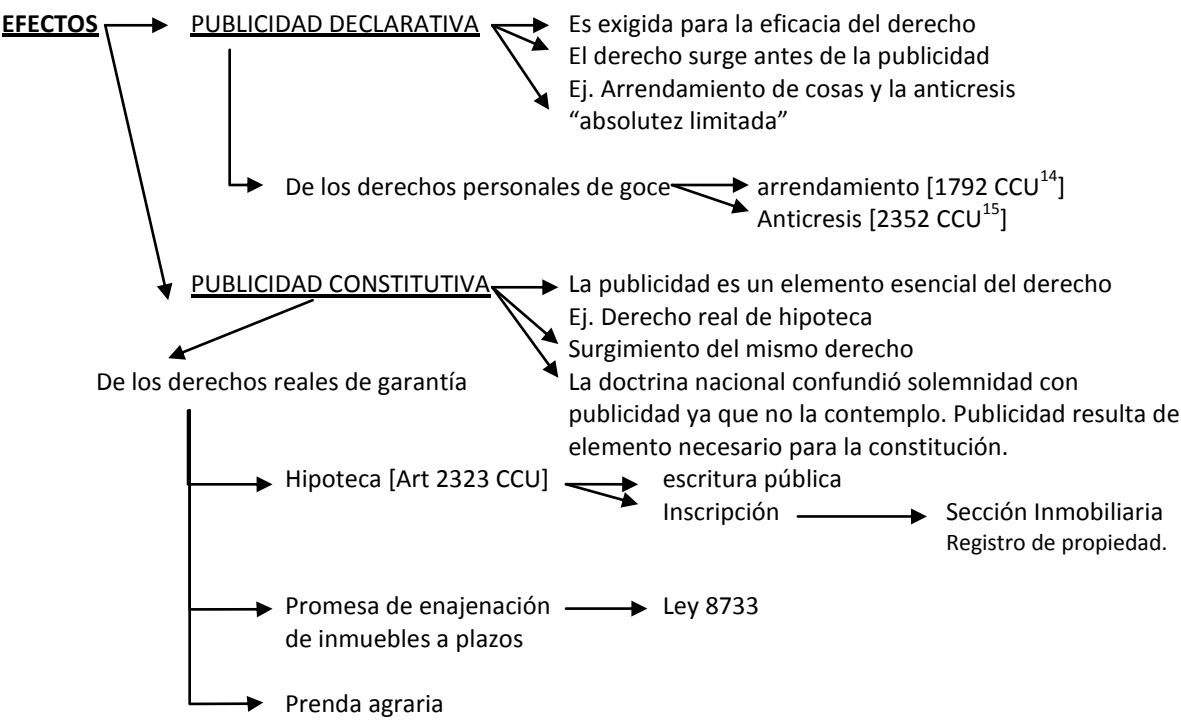 EFECTOS PUBLICIDAD DECLARATIVA Es exigida para la eficacia del derecho
El derecho surge antes de la publicidad
Ej. Arrendamiento de cosas y la anticresis
“absolutez limitada”
De los derechos personales de goce arrendamiento [1792 CCU14]
Anticresis [2352 CCU15]
PUBLICIDAD CONSTITUTIVA La publicidad es un elemento esencial del derecho
Ej. Derecho real de hipoteca
Surgimiento del mismo derecho
La doctrina nacional confundió solemnidad con
publicidad ya que no la contemplo. Publicidad resulta de
elemento necesario para la constitución.
De los derechos reales de garantía
Hipoteca [Art 2323 CCU] escritura pública
Inscripción Sección Inmobiliaria
Registro de propiedad.
Promesa de enajenación Ley 8733
de inmuebles a plazos
Prenda agraria